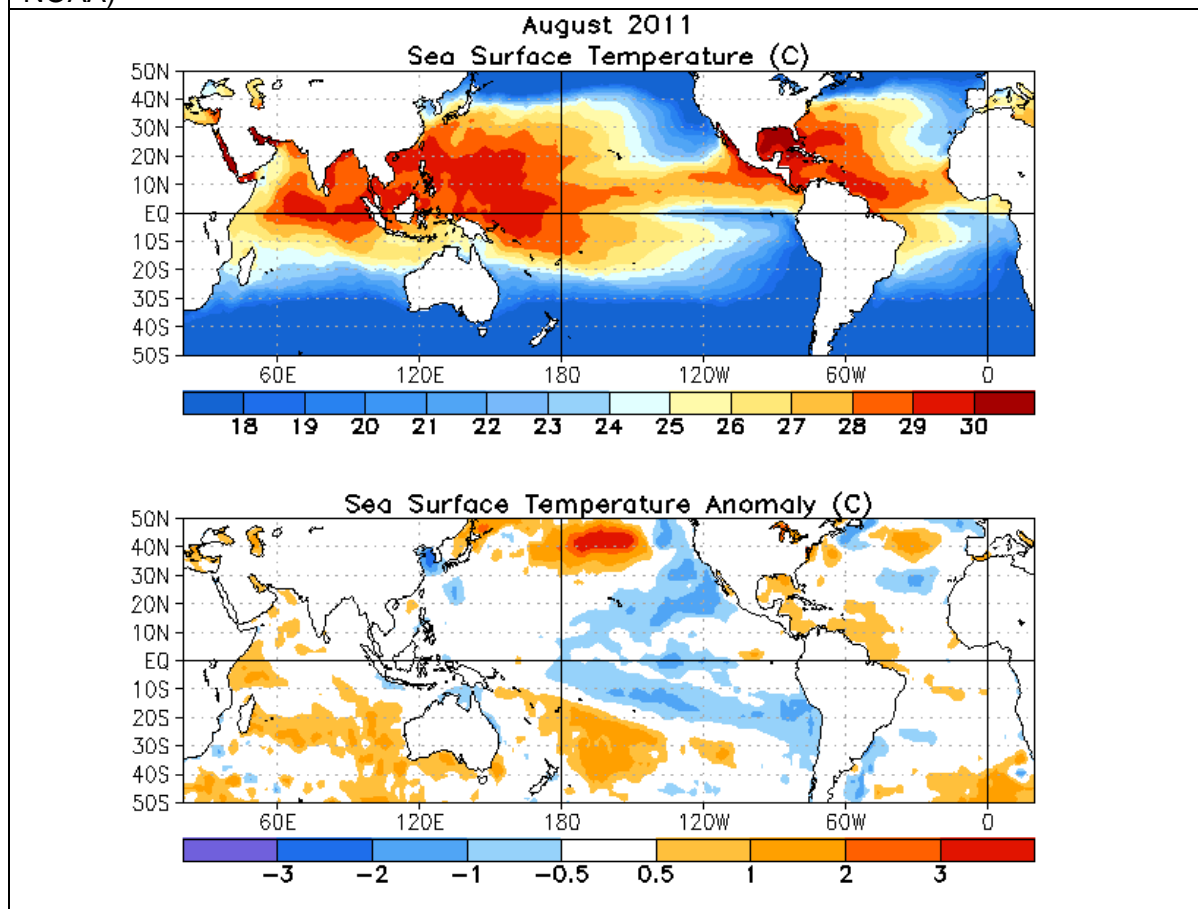 NOAA)
August 2011
Sea Surface Temperature (C)
50N
40N
30N
20N
10N
EQ
10S
20S
30S
40S
50S
60E 120E 180 120W 60W 0
18 19 20 21 22 23 24 25 26 27 28 29 30
Sea Surface Temperature Anomaly (C)
50N
40N
30N
20N
10N
EQ
10S
20S
30S
40S
50S
60E 120E 180 120W 60W 0
-3 -2 -1 -0.5 0.5 1 2 3